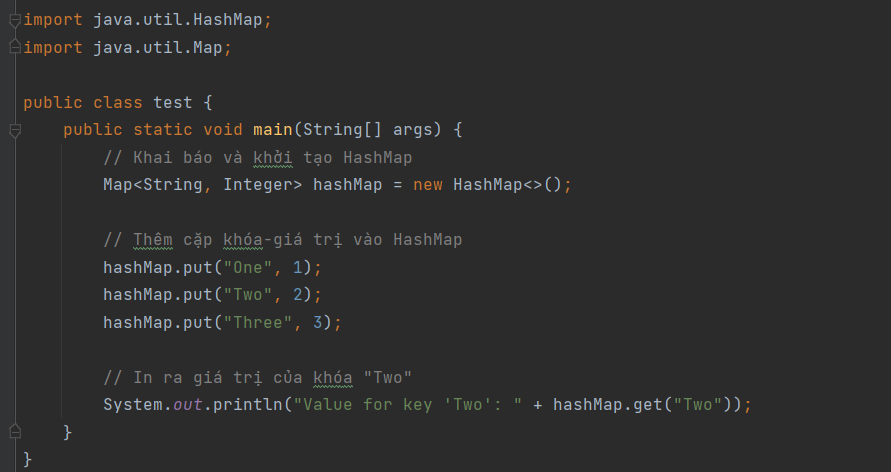 import java.util.HashMap;
import java.util.Map;
public class test {
public static void main(String[] args) {
// Khai báo và khởi tạo HashMap
Map<String, Integer> hashMap = new HashMap<>();
// Thêm cặp khóa-giá trị vào HashMap
hashMap.put("One", 1);
hashMap.put("Two", 2);
hashMap.put("Three", 3);
// In ra giá trị của khóa "Two"
System.out.println("Value for key 'Two': " + hashMap.get("Two"));
}
}